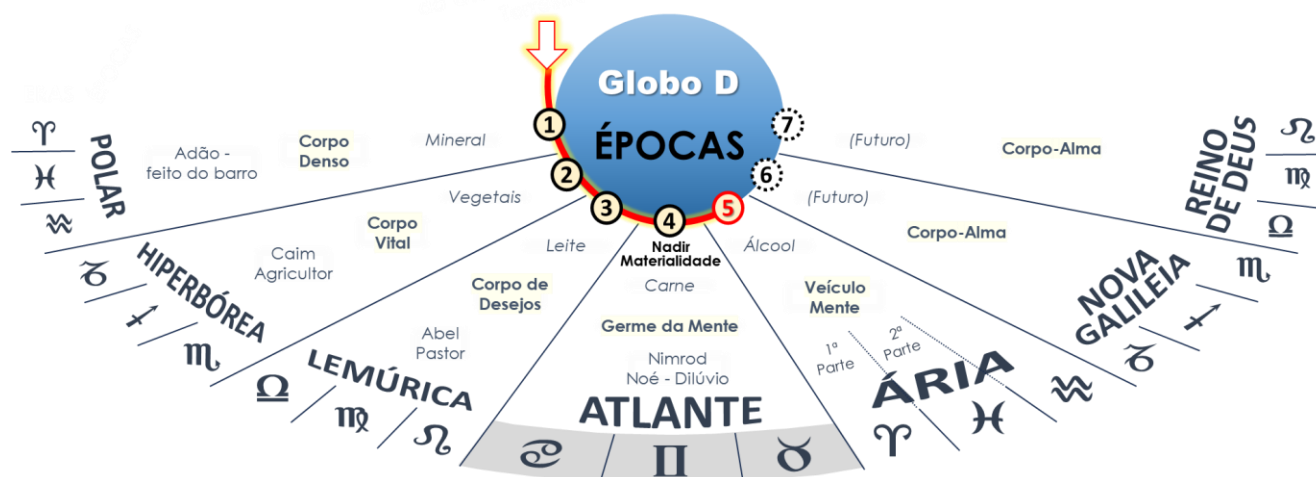 Globo D
ÉPOCAS
1
2
3
4
5
6
7
Nadir
Materialidade
♈
♓
♒
POLAR
Adão -
feito do barro
Corpo
Denso
Mineral
♑
♐
♏
HIPERBÓREA
Caim
Agricultor
Corpo
Vital
Vegetais
♎
♍
♌
LEMÚRICA
Abel
Pastor
Corpo de
Desejos
Leite
Carne
Germe da Mente
Nimrod
Noé - Dilúvio
ATLANTE
♋
♊
♉
Álcool
Veículo
Mente
1ª
Parte
2ª
Parte
ÁRIA
♈
♓
♒
(Futuro)
Corpo-Alma
NOVA
GALILÉIA
♑
♐
♏
(Futuro)
Corpo-Alma
REINO
DE DEUS
♌
♍
♎